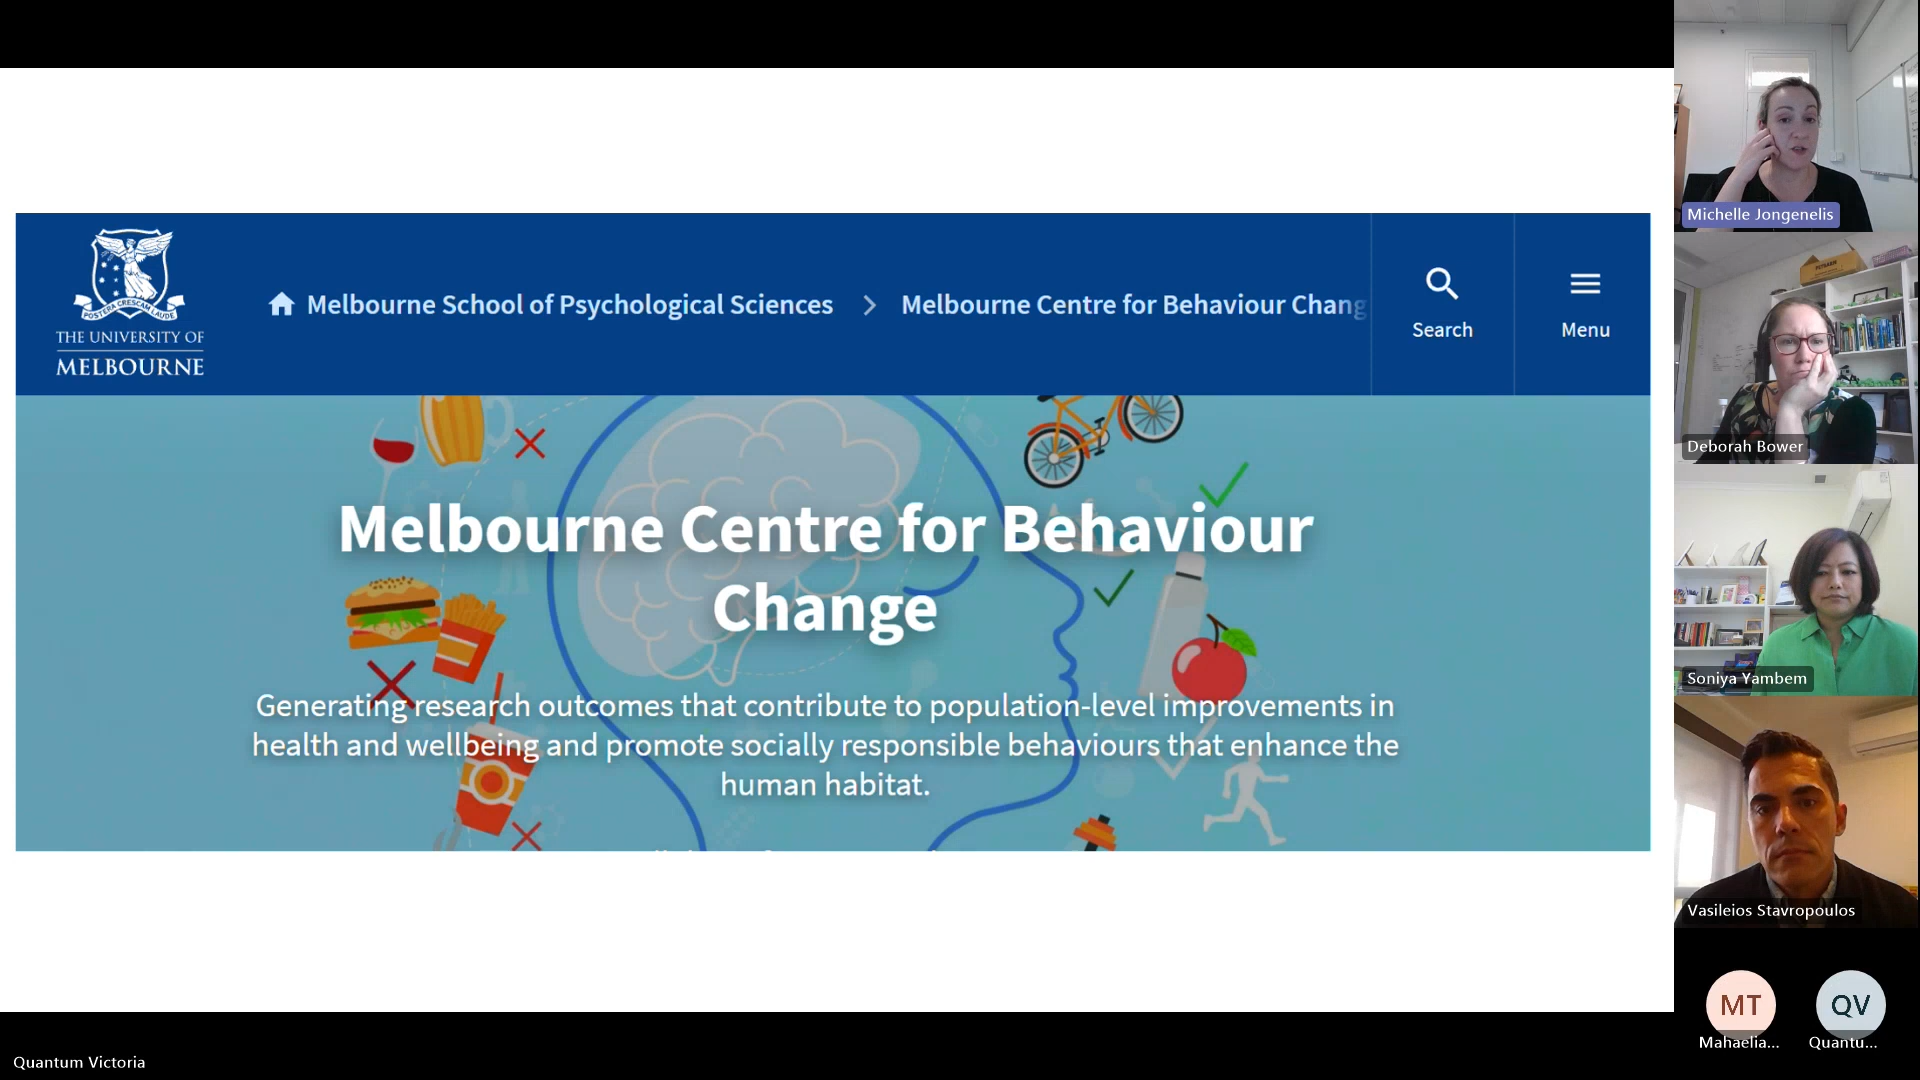 POSTERA CRESCAM LAUDE
THE UNIVERSITY OF
MELBOURNE
Melbourne School of Psychological Sciences
Melbourne Centre for Behaviour Chang
Search
Menu
Melbourne Centre for Behaviour
Change
Generating research outcomes that contribute to population-level improvements in
health and wellbeing and promote socially responsible behaviours that enhance the
human habitat.
Michelle Jongenelis
Deborah Bower
Soniya Yambem
Vasileios Stavropoulos
MT
Mahaelia...
QV
Quantu...
Quantum Victoria